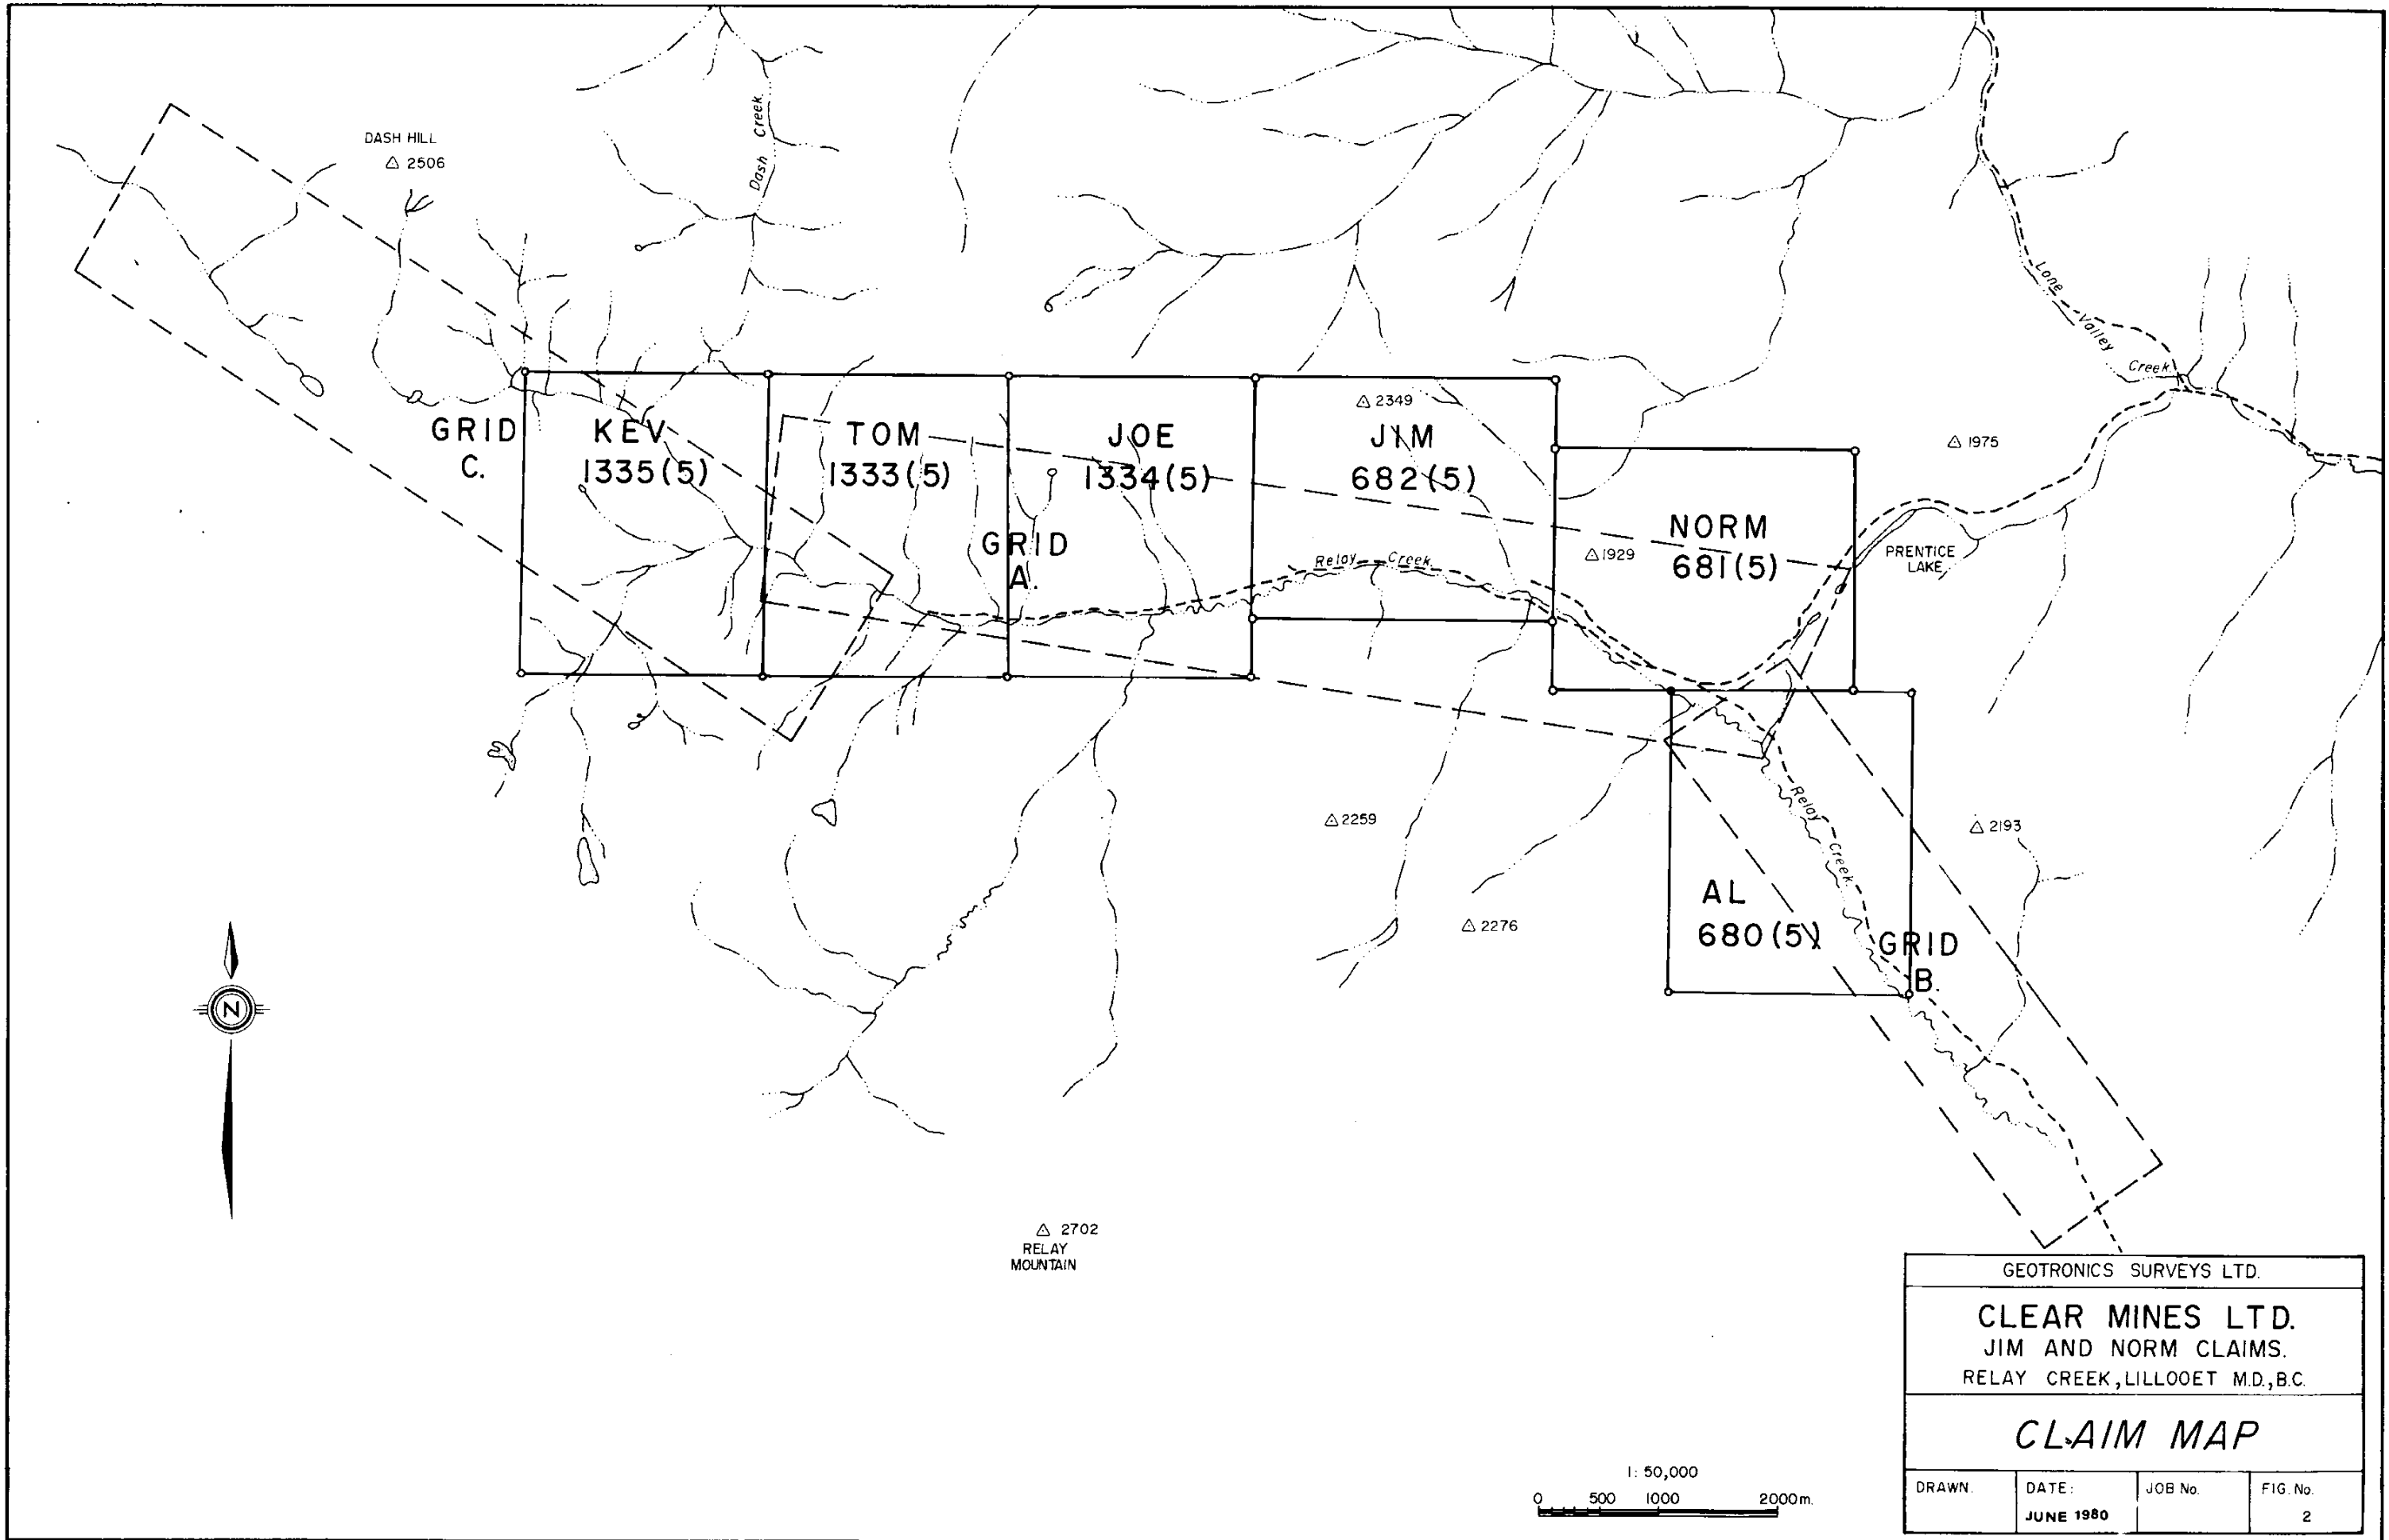 DASH HILL
△ 2506
Dash Creek.
Lone Valley Creek.
GRID
C.
KEV
1335(5)
TOM
1333(5)
JOE
1334(5)
△ 2349
JIM
682(5)
△ 1975
GRID
A.
Relay Creek.
△ 1929
NORM
681(5)
PRENTICE
LAKE
△ 2259
Relay Creek.
△ 2193
AL
680(5)
△ 2276
GRID
B.
N
△ 2702
RELAY
MOUNTAIN
1: 50,000
0 500 1000 2000m.
GEOTRONICS SURVEYS LTD.
CLEAR MINES LTD.
JIM AND NORM CLAIMS.
RELAY CREEK, LILLOOET M.D., B.C.
CLAIM MAP
DRAWN.
DATE:
JUNE 1980
JOB No.
FIG. No.
2